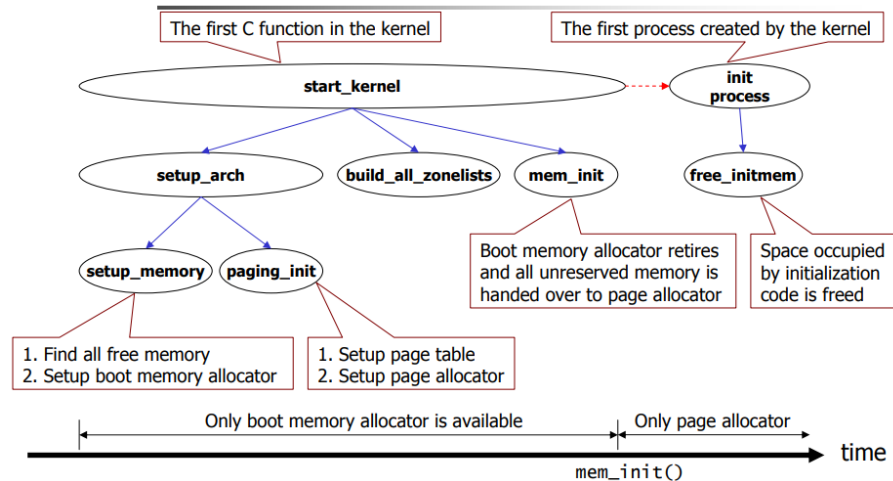 The first C function in the kernel
The first process created by the kernel
start_kernel
init
process
setup_arch
build_all_zonelists
mem_init
free_initmem
setup_memory
paging_init
Boot memory allocator retires
and all unreserved memory is
handed over to page allocator
Space occupied
by initialization
code is freed
1. Find all free memory
2. Setup boot memory allocator
1. Setup page table
2. Setup page allocator
Only boot memory allocator is available
Only page allocator
time
mem_init()